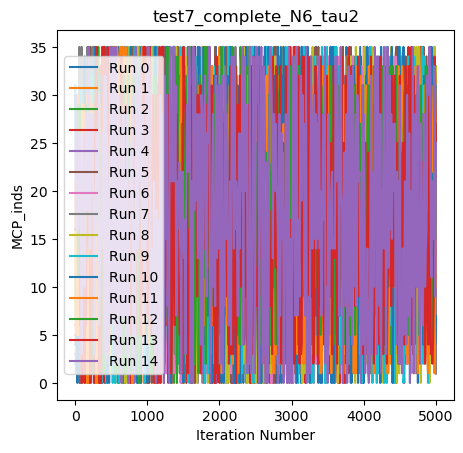 test7_complete_N6_tau2
MCP_inds
35
30
25
20
15
10
5
0
Run 0
Run 1
Run 2
Run 3
Run 4
Run 5
Run 6
Run 7
Run 8
Run 9
Run 10
Run 11
Run 12
Run 13
Run 14
0 1000 2000 3000 4000 5000
Iteration Number